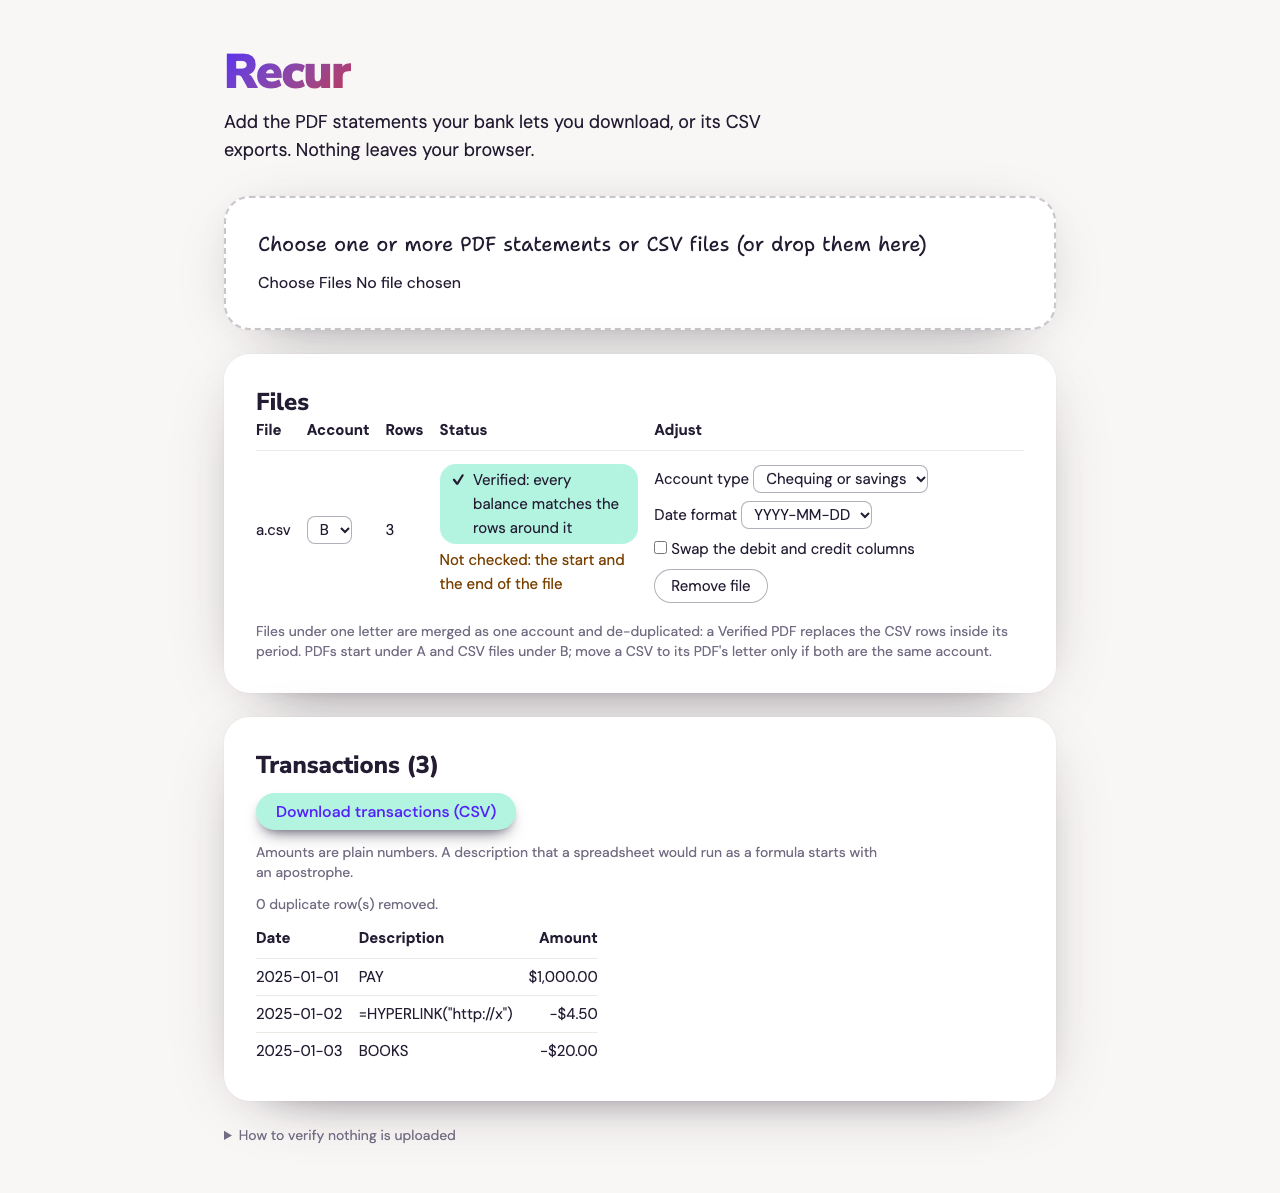 Recur
Add the PDF statements your bank lets you download, or its CSV
exports. Nothing leaves your browser.
Choose one or more PDF statements or CSV files (or drop them here)
Choose Files No file chosen
Files
File Account Rows Status Adjust
a.csv B 3
✓ Verified: every
balance matches the
rows around it
Not checked: the start and
the end of the file
Account type Chequing or savings
Date format YYYY-MM-DD
Swap the debit and credit columns
Remove file
Files under one letter are merged as one account and de-duplicated: a Verified PDF replaces the CSV rows inside its
period. PDFs start under A and CSV files under B; move a CSV to its PDF's letter only if both are the same account.
Transactions (3)
Download transactions (CSV)
Amounts are plain numbers. A description that a spreadsheet would run as a formula starts with
an apostrophe.
0 duplicate row(s) removed.
Date Description Amount
2025-01-01 PAY $1,000.00
2025-01-02 =HYPERLINK("http://x") -$4.50
2025-01-03 BOOKS -$20.00
How to verify nothing is uploaded